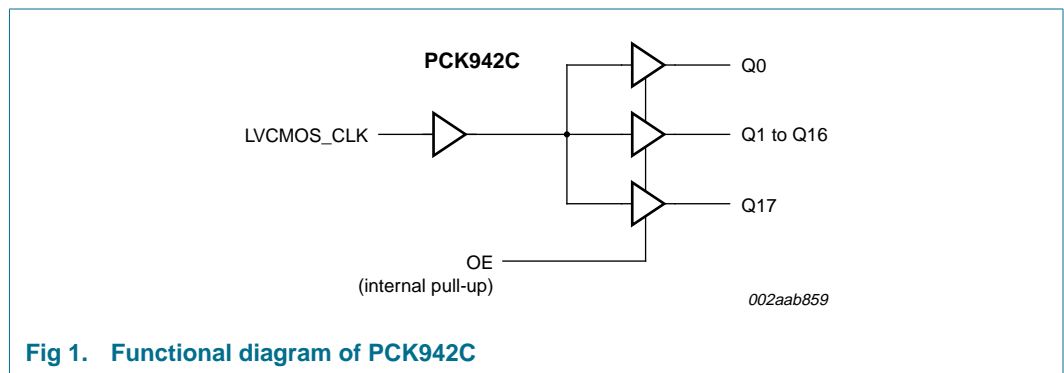 PCK942C
Q0
LVCMOS_CLK
Q1 to Q16
Q17
OE
(internal pull-up)
002aab859
Fig 1. Functional diagram of PCK942C